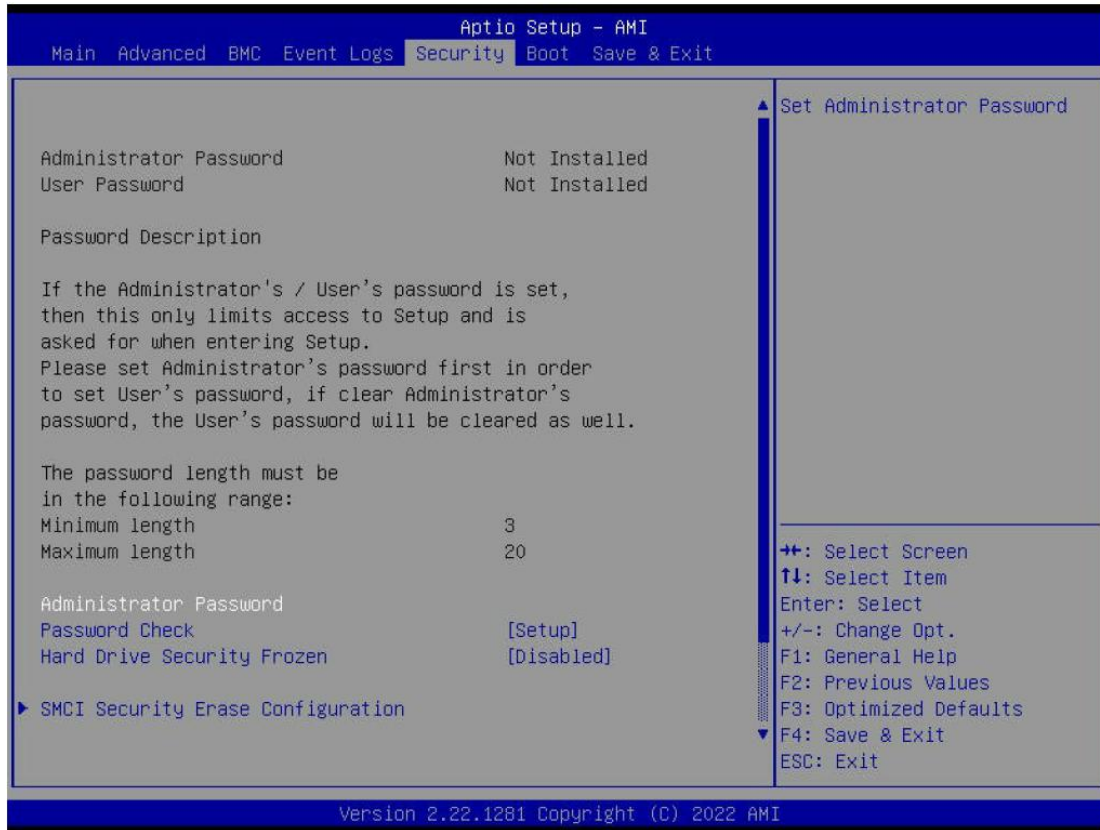 Aptio Setup – AMI
Main Advanced BMC Event Logs Security Boot Save & Exit
Set Administrator Password
Administrator Password Not Installed
User Password Not Installed
Password Description
If the Administrator's / User's password is set,
then this only limits access to Setup and is
asked for when entering Setup.
Please set Administrator's password first in order
to set User's password, if clear Administrator's
password, the User's password will be cleared as well.
The password length must be
in the following range:
Minimum length 3
Maximum length 20
Administrator Password
Password Check [Setup]
Hard Drive Security Frozen [Disabled]
▶ SMCI Security Erase Configuration
→←: Select Screen
↑↓: Select Item
Enter: Select
+/-: Change Opt.
F1: General Help
F2: Previous Values
F3: Optimized Defaults
F4: Save & Exit
ESC: Exit
Version 2.22.1281 Copyright (C) 2022 AMI